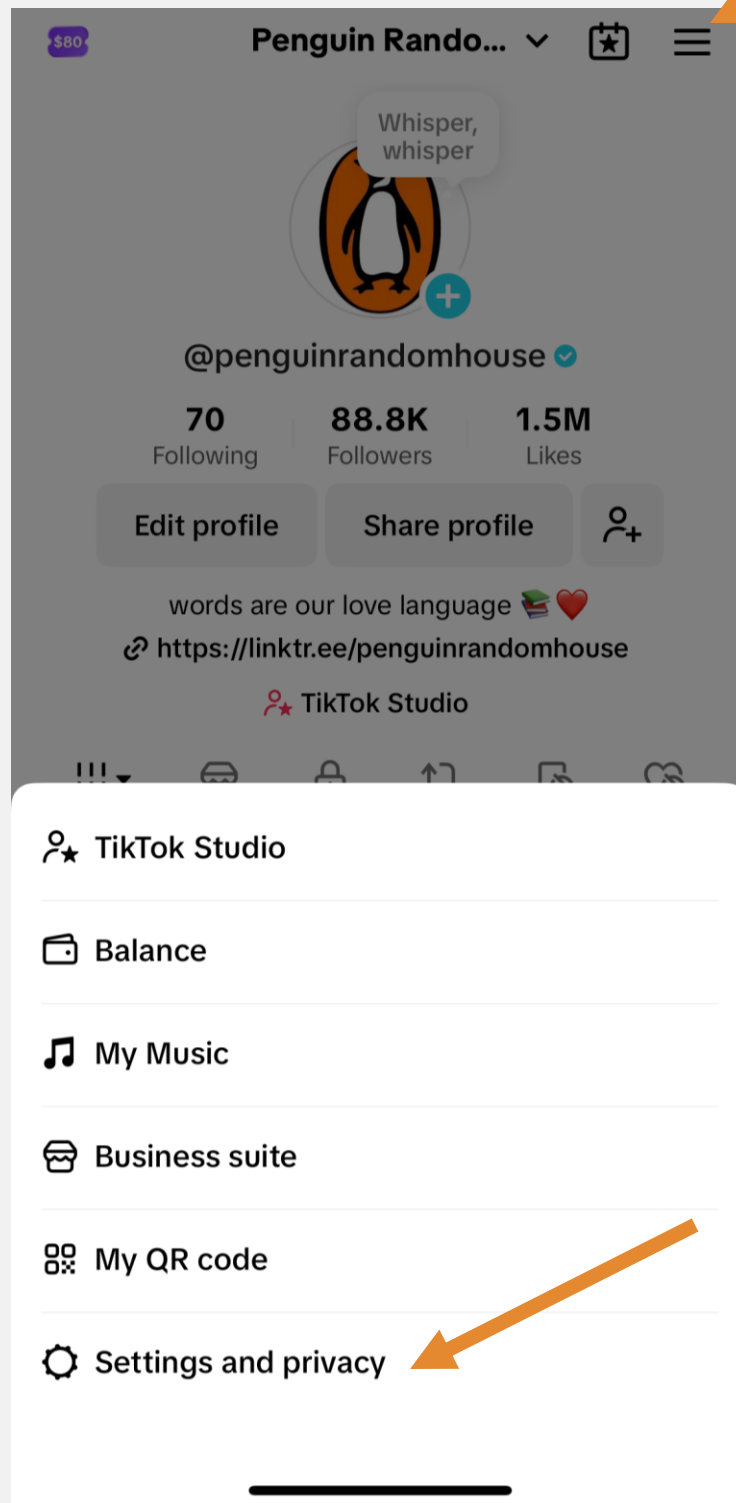 $80
Penguin Rando...
Whisper,
whisper
@penguinrandomhouse
70 88.8K 1.5M
Following Followers Likes
Edit profile Share profile
words are our love language 📚❤️
https://linktr.ee/penguinrandomhouse
TikTok Studio
TikTok Studio
Balance
My Music
Business suite
My QR code
Settings and privacy